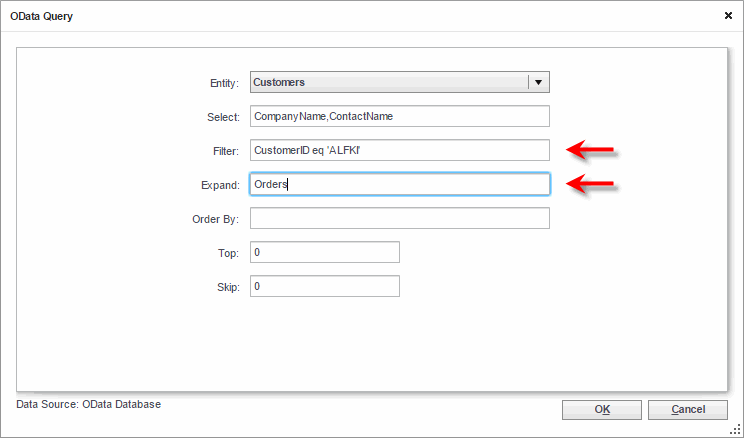 OData Query
Entity: Customers
Select: CompanyName,ContactName
Filter: CustomerID eq 'ALFKI'
Expand: Orders
Order By:
Top: 0
Skip: 0
Data Source: OData Database
OK Cancel